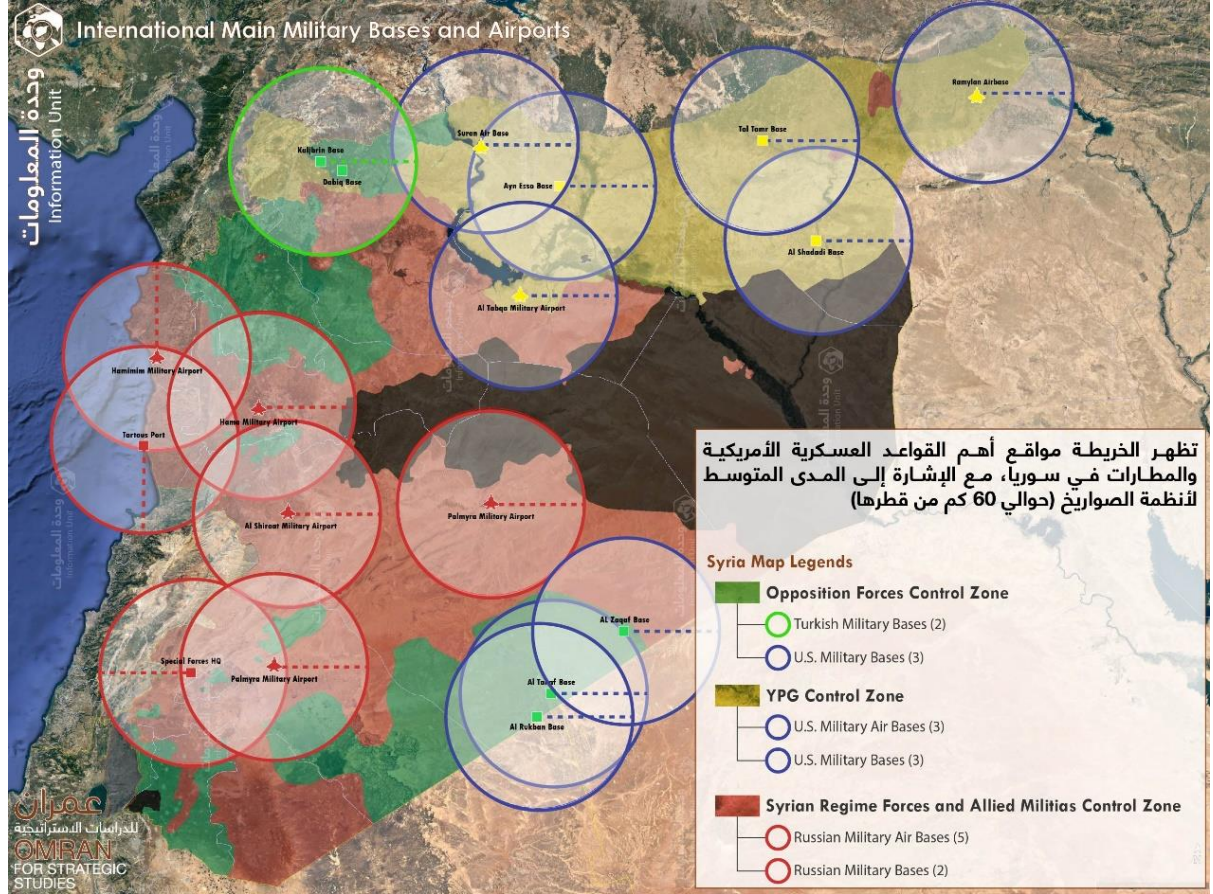 International Main Military Bases and Airports
وحدة المعلومات
Information Unit
Ramylan Airbase
Suran Air Base
Tal Tamr Base
Kaljbrin Base
Dabiq Base
Ayn Essa Base
Al Shadadi Base
Al Tabqa Military Airport
Hamimim Military Airport
Hama Military Airport
Tartous Port
Al Shiraat Military Airport
Palmyra Military Airport
AL Zaqaf Base
Special Forces HQ
Palmyra Military Airport
Al Tanaf Base
Al Rukban Base
تظهر الخريطة مواقع أهم القواعد العسكرية الأمريكية
والمطارات في سوريا، مع الإشارة إلى المدى المتوسط
لأنظمة الصواريخ (حوالي 60 كم من قطرها)
Syria Map Legends
Opposition Forces Control Zone
Turkish Military Bases (2)
U.S. Military Bases (3)
YPG Control Zone
U.S. Military Air Bases (3)
U.S. Military Bases (3)
Syrian Regime Forces and Allied Militias Control Zone
Russian Military Air Bases (5)
Russian Military Bases (2)
عمران
للدراسات الاستراتيجية
OMRAN
FOR STRATEGIC
STUDIES